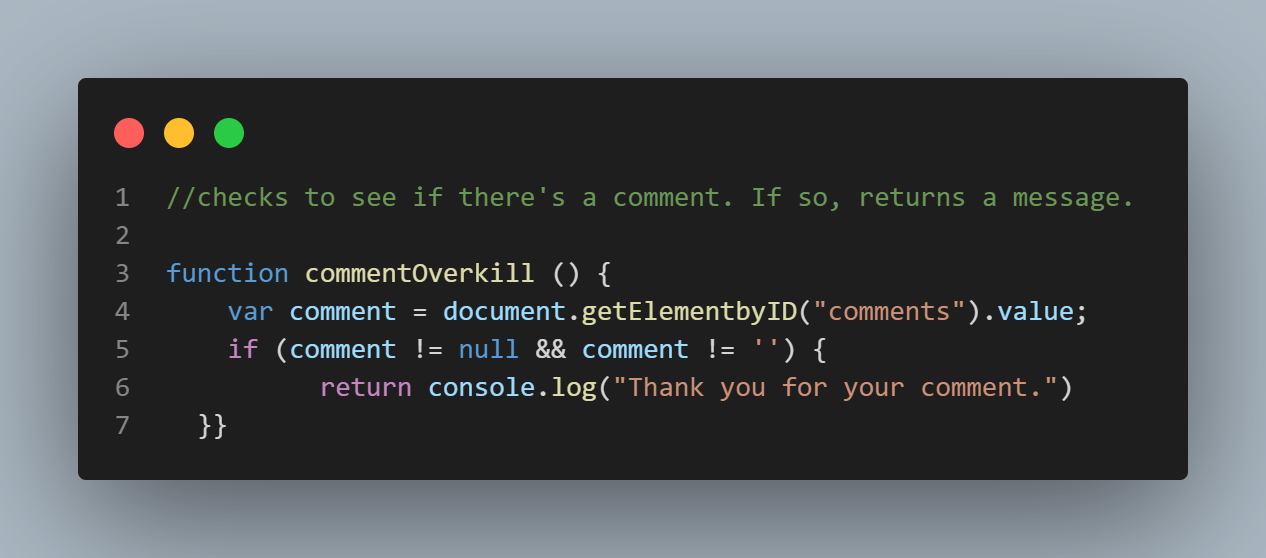 1 //checks to see if there's a comment. If so, returns a message.
2
3 function commentOverkill () {
4     var comment = document.getElementbyID("comments").value;
5     if (comment != null && comment != '') {
6           return console.log("Thank you for your comment.")
7   }}